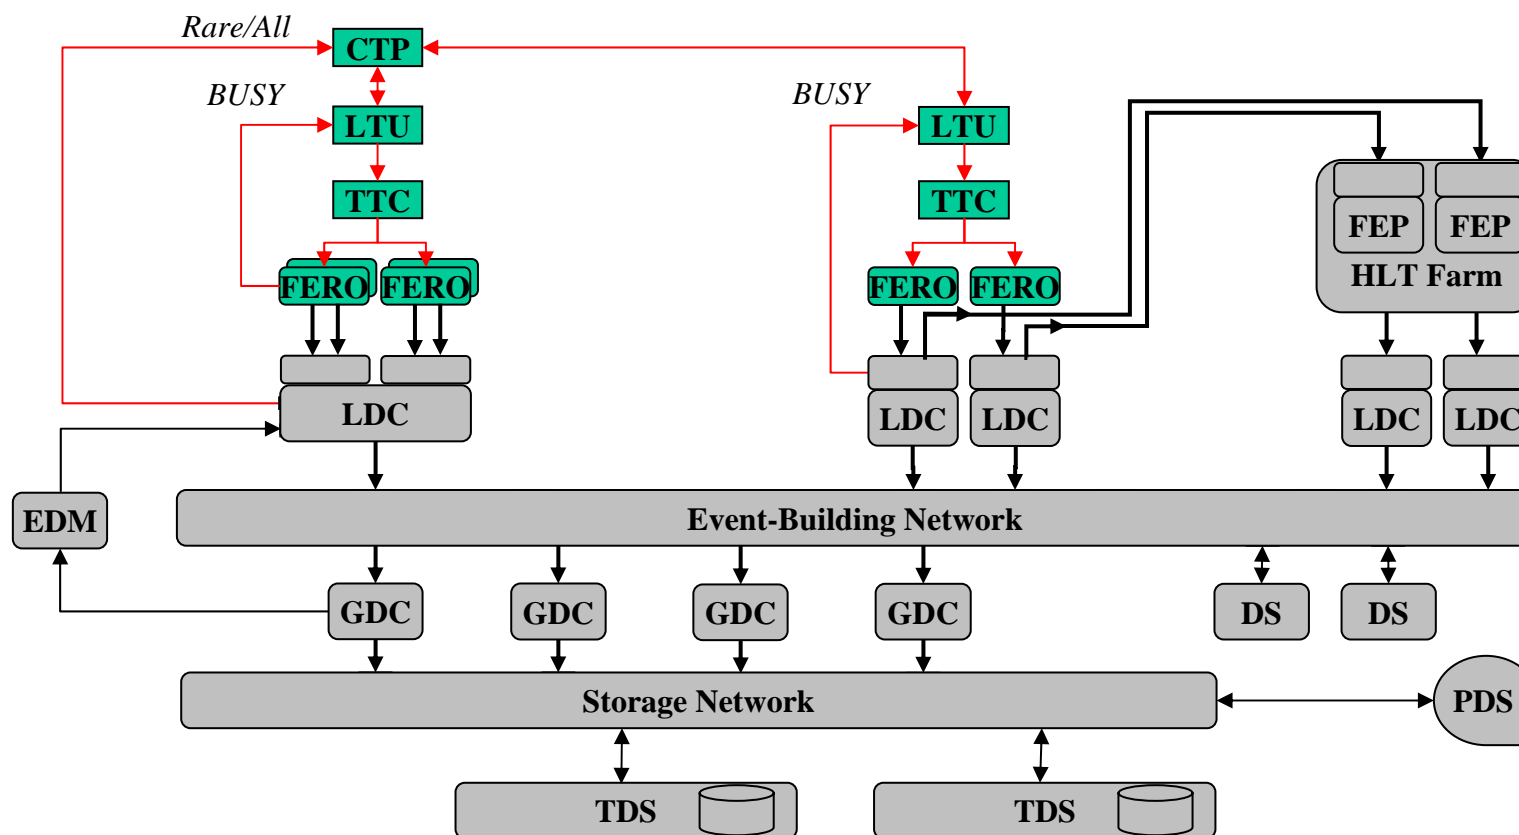 Rare/All
CTP
BUSY
BUSY
LTU
LTU
TTC
TTC
FEP
FEP
HLT Farm
FERO
FERO
FERO
FERO
LDC
LDC
LDC
LDC
LDC
EDM
Event-Building Network
GDC
GDC
GDC
GDC
DS
DS
Storage Network
PDS
TDS
TDS